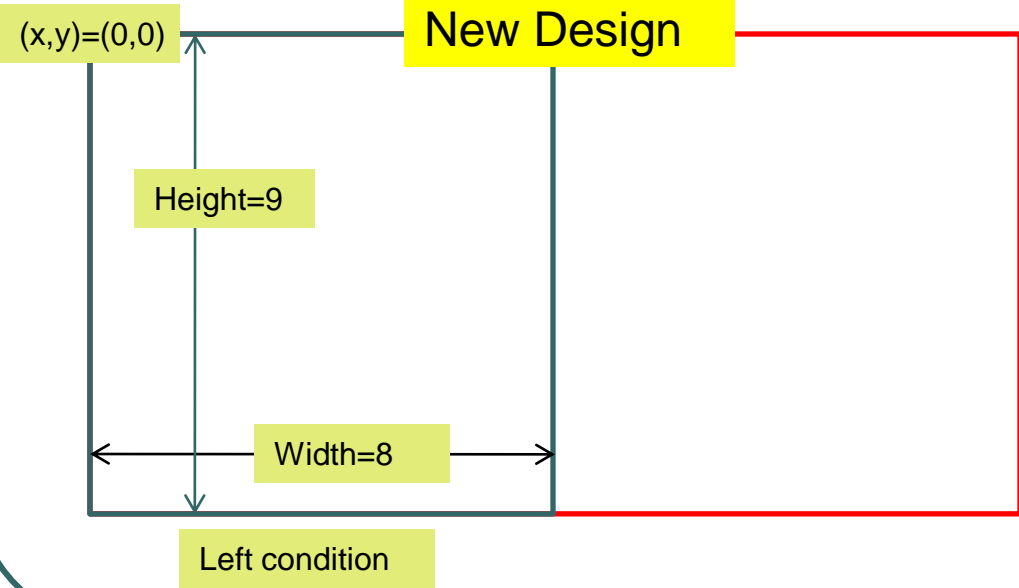 (x,y)=(0,0)
New Design
Height=9
Width=8
Left condition